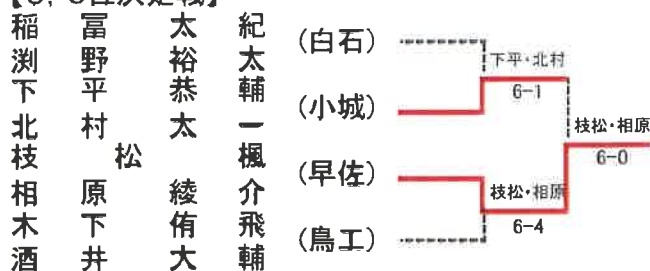 稲冨太紀
渕野裕太
(白石)
下平恭輔
北村太一
(小城)
枝松楓
相原綾介
(早佐)
木下侑飛
酒井大輔
(鳥工)
下平・北村
6-1
枝松・相原
6-4
枝松・相原
6-0